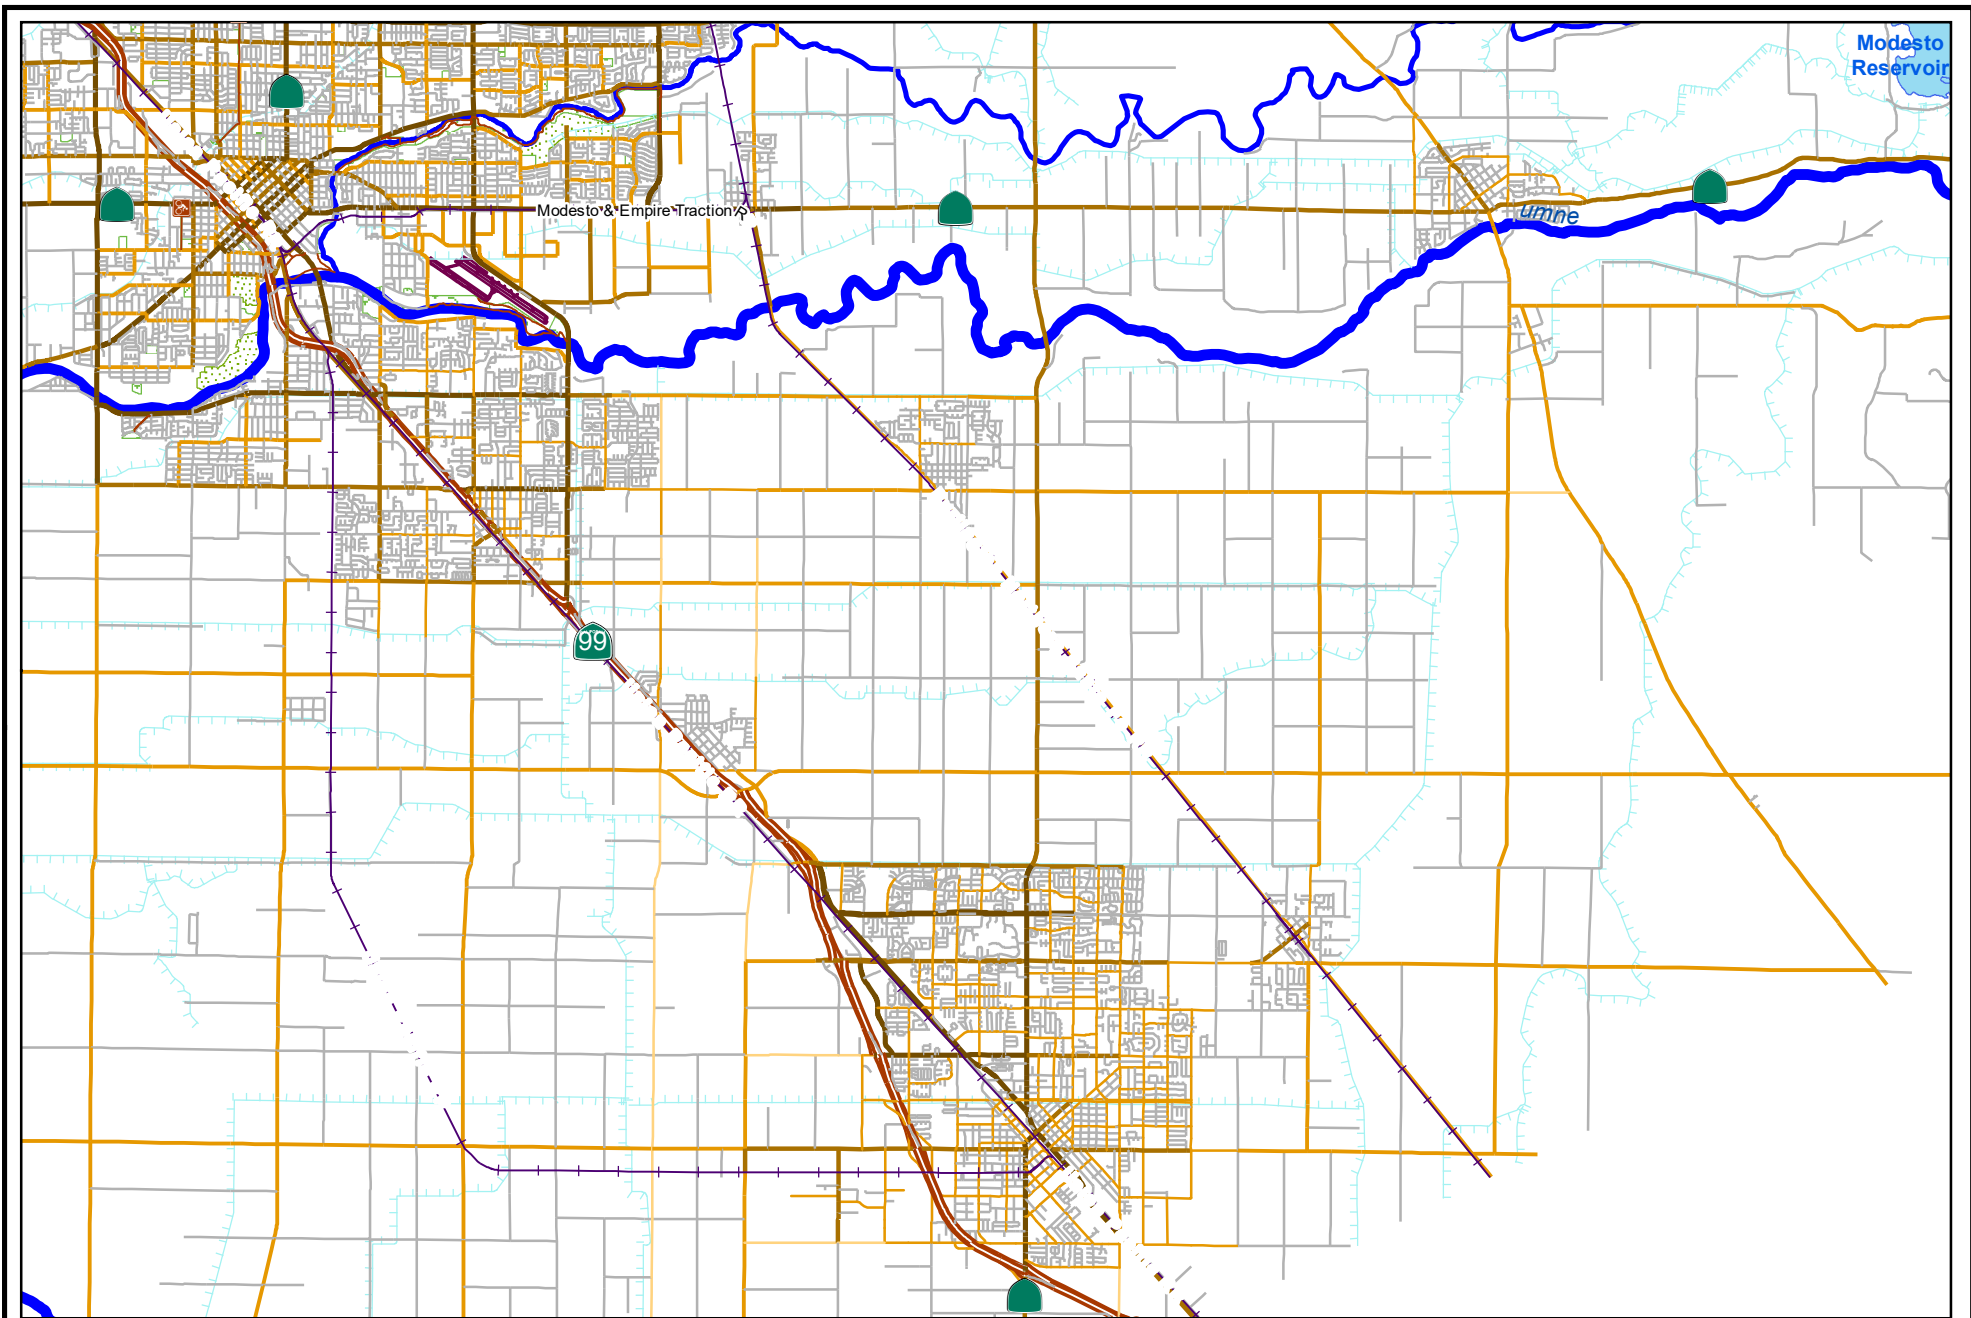 Modesto
Reservoir
Modesto & Empire Traction R
umne
99